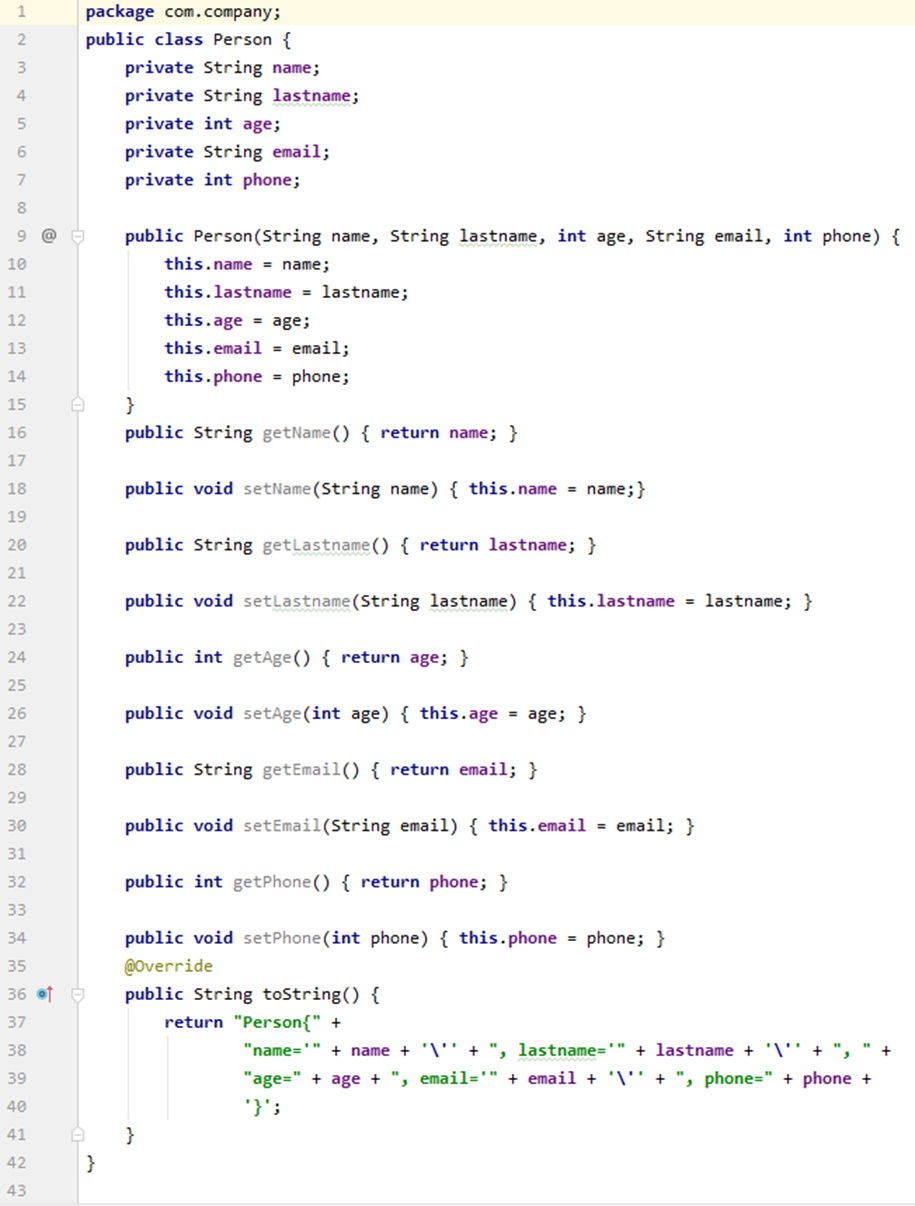 1 package com.company;
2 public class Person {
3     private String name;
4     private String lastname;
5     private int age;
6     private String email;
7     private int phone;
8
9 @    public Person(String name, String lastname, int age, String email, int phone) {
10         this.name = name;
11         this.lastname = lastname;
12         this.age = age;
13         this.email = email;
14         this.phone = phone;
15     }
16     public String getName() { return name; }
17
18     public void setName(String name) { this.name = name;}
19
20     public String getLastname() { return lastname; }
21
22     public void setLastname(String lastname) { this.lastname = lastname; }
23
24     public int getAge() { return age; }
25
26     public void setAge(int age) { this.age = age; }
27
28     public String getEmail() { return email; }
29
30     public void setEmail(String email) { this.email = email; }
31
32     public int getPhone() { return phone; }
33
34     public void setPhone(int phone) { this.phone = phone; }
35     @Override
36     public String toString() {
37         return "Person{" +
38                 "name='" + name + '\'' + ", lastname='" + lastname + '\'' + ", " +
39                 "age=" + age + ", email='" + email + '\'' + ", phone=" + phone +
40                 '}';
41     }
42 }
43